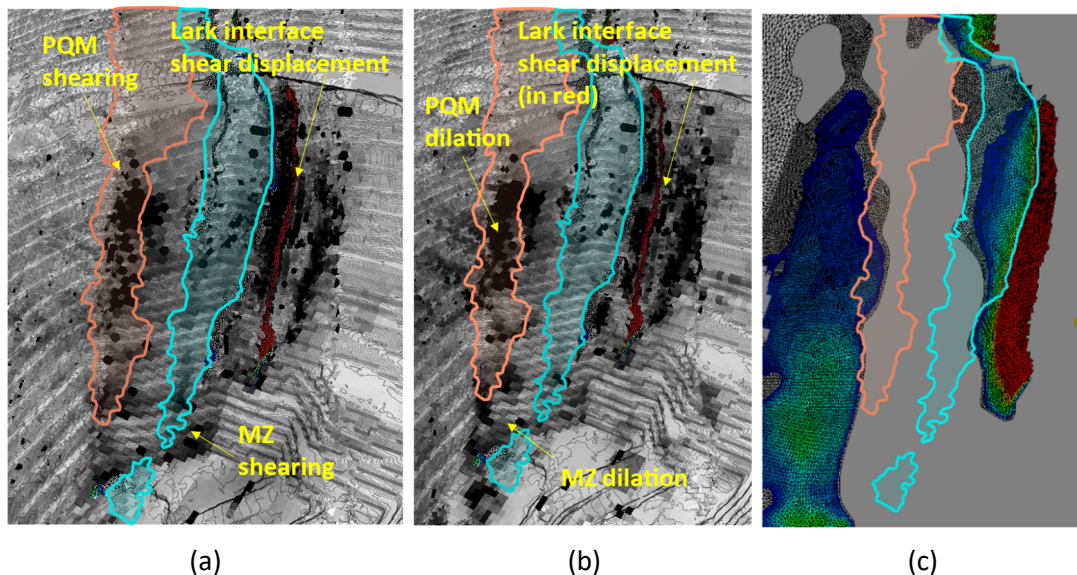 PQM
shearing
Lark interface
shear displacement
MZ
shearing
Lark interface
shear displacement
(in red)
PQM
dilation
MZ dilation
(a)
(b)
(c)